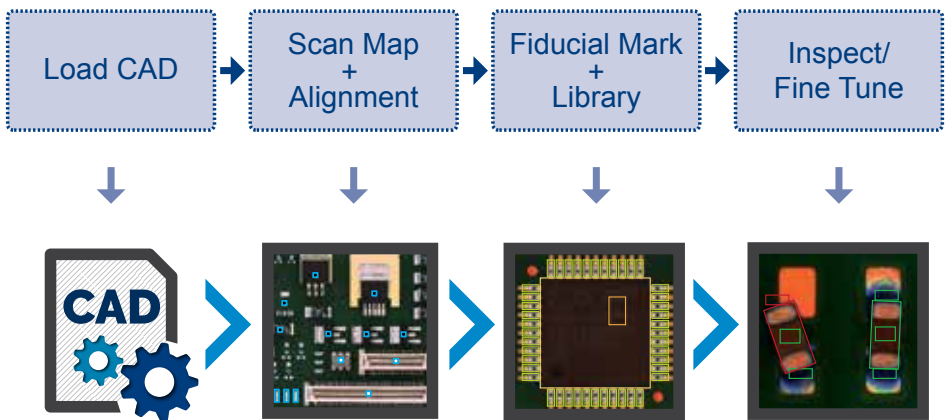 Load CAD
Scan Map
+
Alignment
Fiducial Mark
+
Library
Inspect/
Fine Tune
CAD